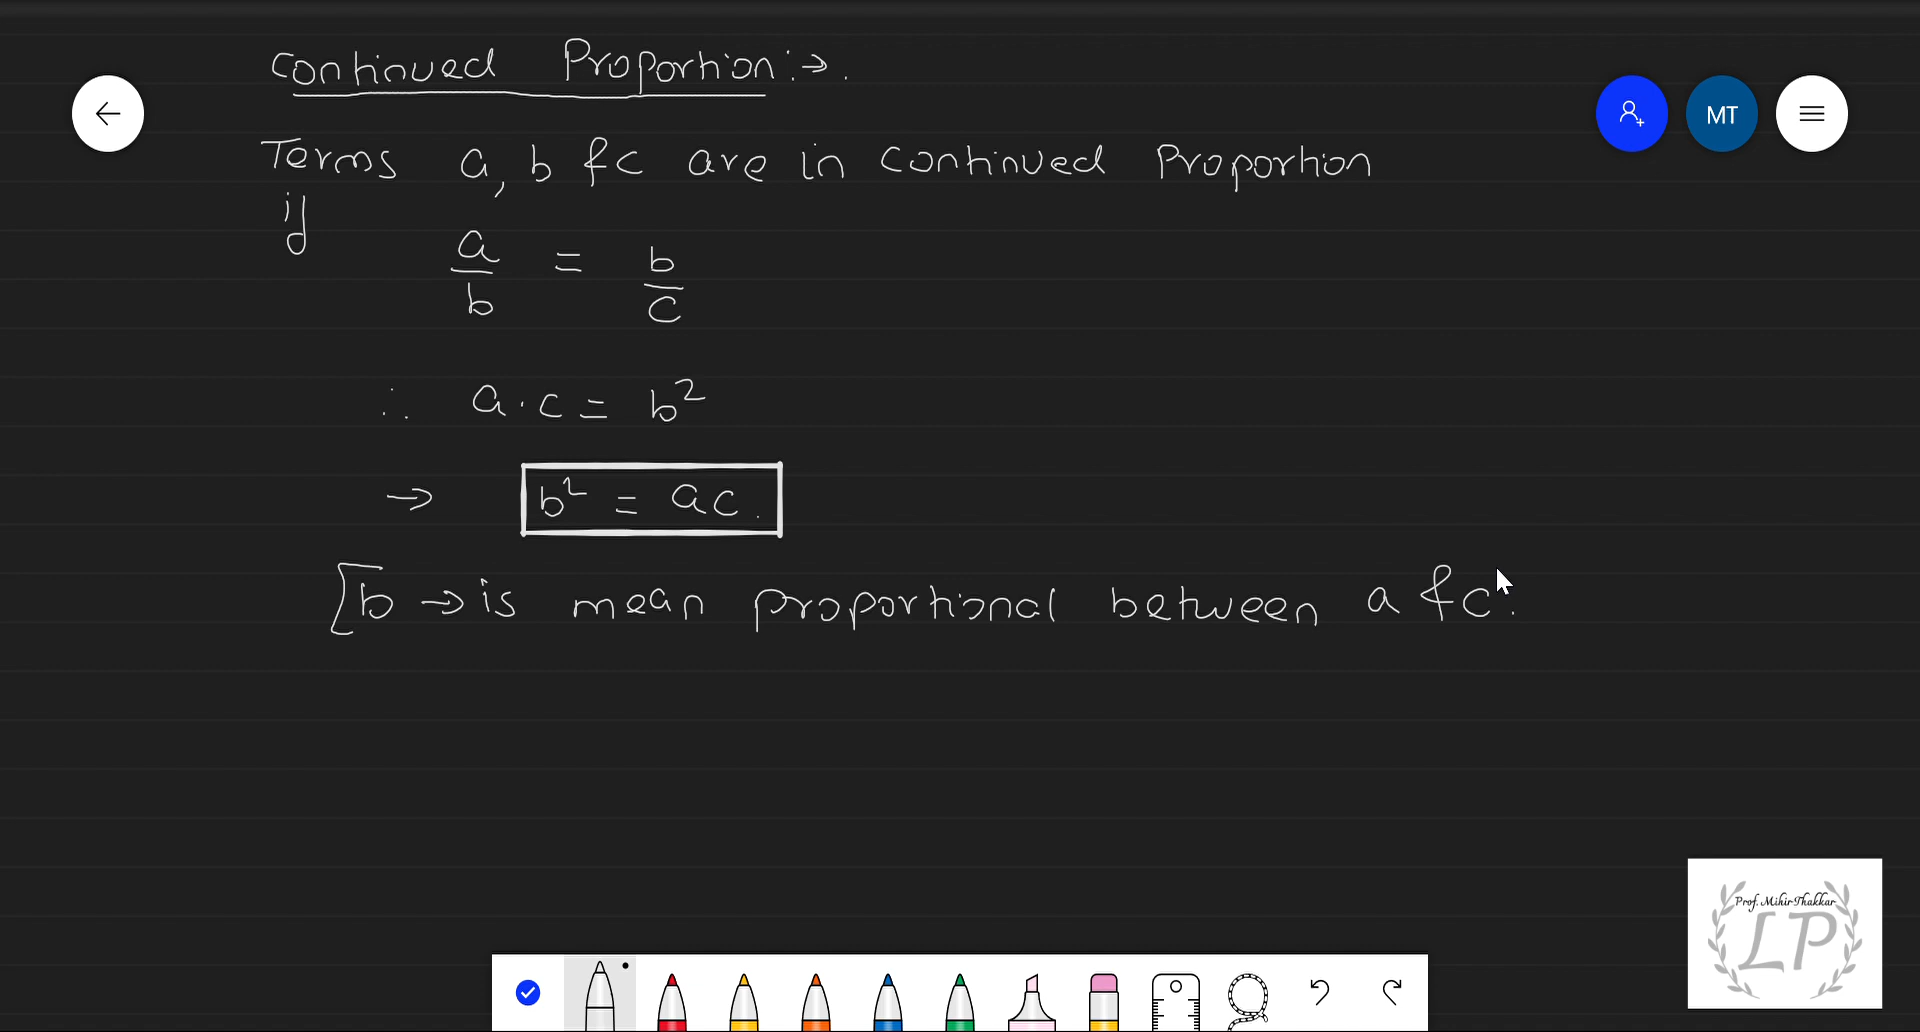 Continued Proportion :→.
Terms a, b & c are in continued Proportion
if
a/b = b/c
∴ a · c = b²
→ b² = ac.
[b → is mean proportional between a & c.
MT
Prof. Mihir Thakkar
LP